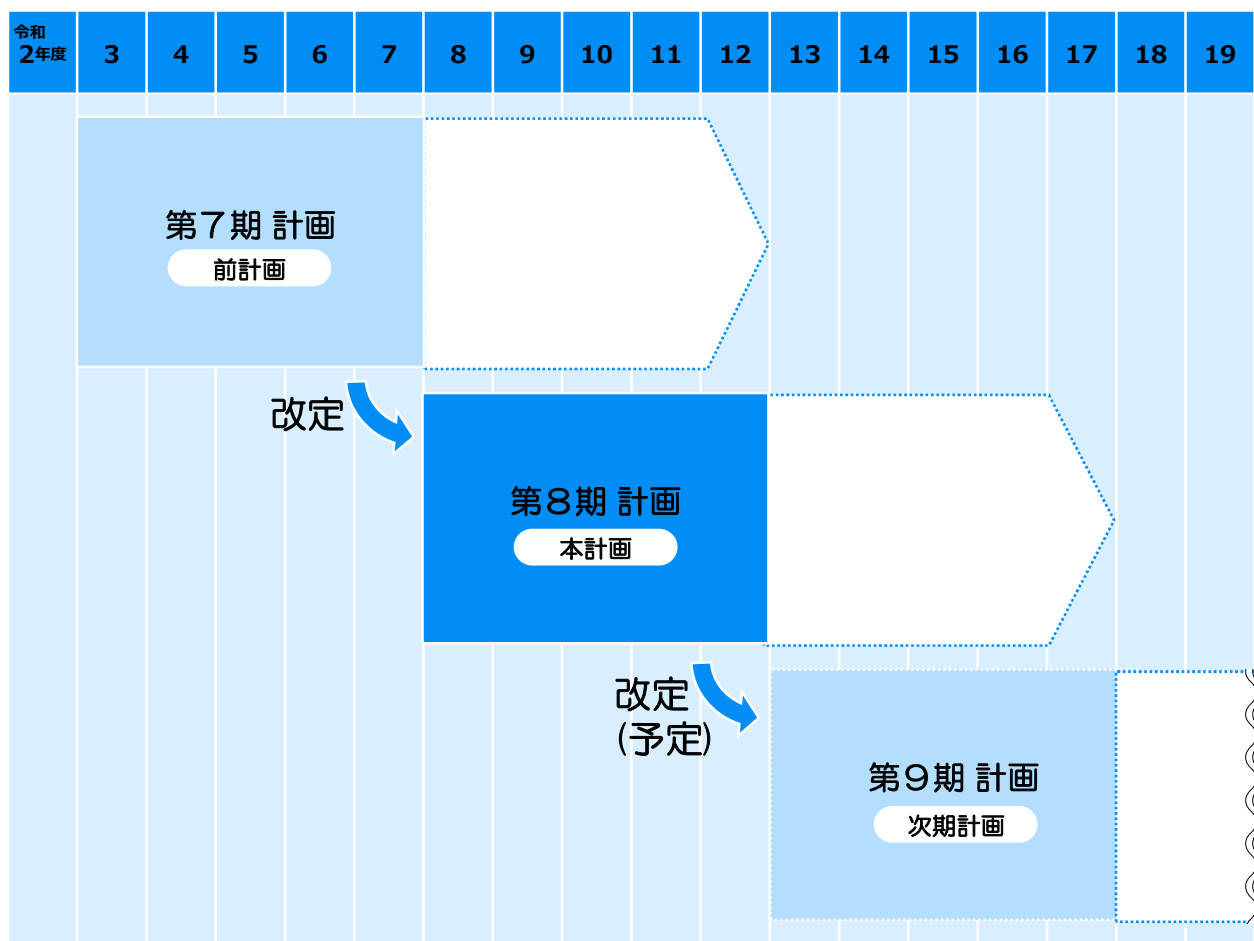 令和
2年度 3 4 5 6 7 8 9 10 11 12 13 14 15 16 17 18 19
第7期 計画
前計画
改定
第8期 計画
本計画
改定
(予定)
第9期 計画
次期計画